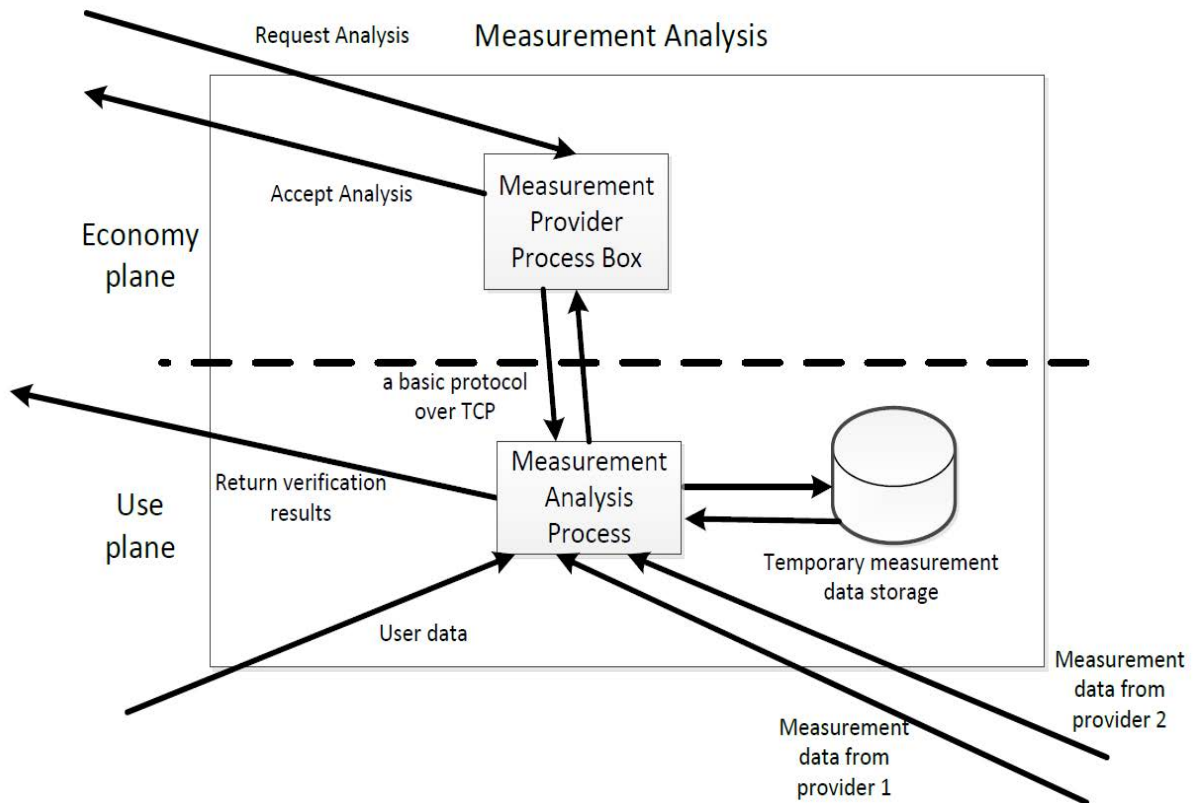 Request Analysis
Measurement Analysis
Accept Analysis
Measurement
Provider
Process Box
Economy
plane
a basic protocol
over TCP
Measurement
Analysis
Process
Return verification
results
Use
plane
Temporary measurement
data storage
User data
Measurement
data from
provider 2
Measurement
data from
provider 1